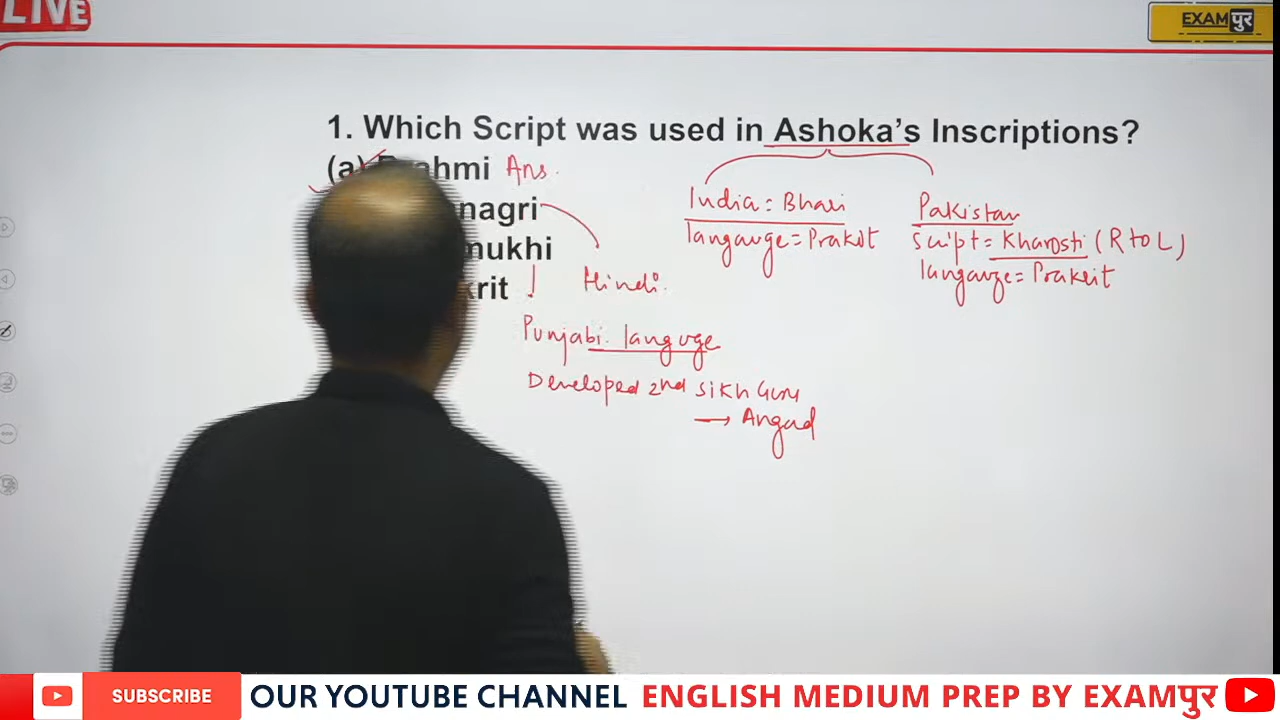 LIVE
EXAMपुर
1. Which Script was used in Ashoka's Inscriptions?
(a) Brahmi Ans.
nagri
mukhi
krit
India = Bhari
langauge = Prakrit
Pakistan
Script = Kharosti (R to L)
langauge = Prakrit
Hindi.
Punjabi languge
Developed 2nd Sikh Guru
→ Angad
SUBSCRIBE
OUR YOUTUBE CHANNEL ENGLISH MEDIUM PREP BY EXAMपुर